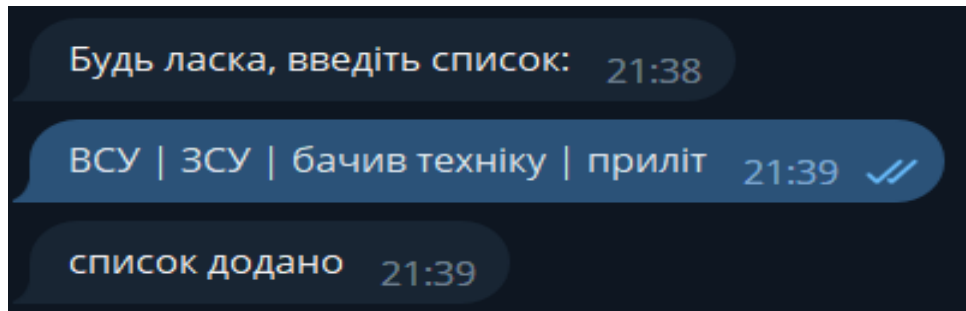 Будь ласка, введіть список: 21:38
ВСУ | ЗСУ | бачив техніку | приліт 21:39
список додано 21:39